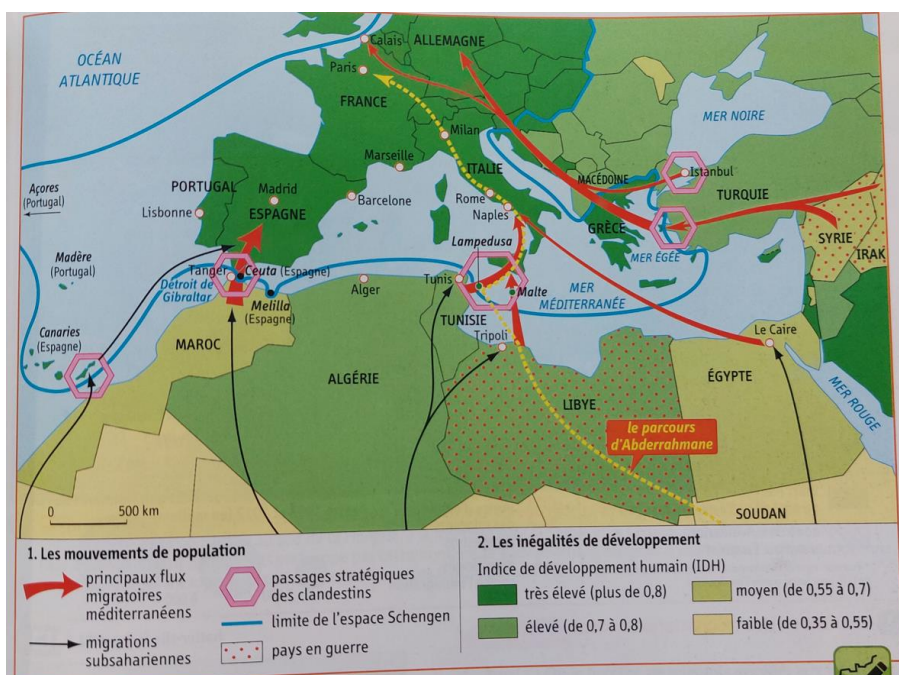 OCÉAN
ATLANTIQUE
Calais
ALLEMAGNE
Paris
FRANCE
MER NOIRE
Milan
Marseille
ITALIE
MACÉDOINE
Istanbul
Açores
(Portugal)
PORTUGAL
Madrid
ESPAGNE
Barcelone
Rome
Naples
TURQUIE
Lisbonne
GRÈCE
SYRIE
Lampedusa
MER ÉGÉE
IRAK
Madère
(Portugal)
Tanger
Ceuta (Espagne)
Détroit de
Gibraltar
Alger
Tunis
Malte
MER
MÉDITERRANÉE
Melilla
(Espagne)
TUNISIE
Canaries
(Espagne)
MAROC
Tripoli
Le Caire
ALGÉRIE
ÉGYPTE
LIBYE
MER ROUGE
le parcours
d'Abderrahmane
0 500 km
SOUDAN
1. Les mouvements de population
principaux flux
migratoires
méditerranéens
migrations
subsahariennes
passages stratégiques
des clandestins
limite de l'espace Schengen
pays en guerre
2. Les inégalités de développement
Indice de développement humain (IDH)
très élevé (plus de 0,8)
élevé (de 0,7 à 0,8)
moyen (de 0,55 à 0,7)
faible (de 0,35 à 0,55)